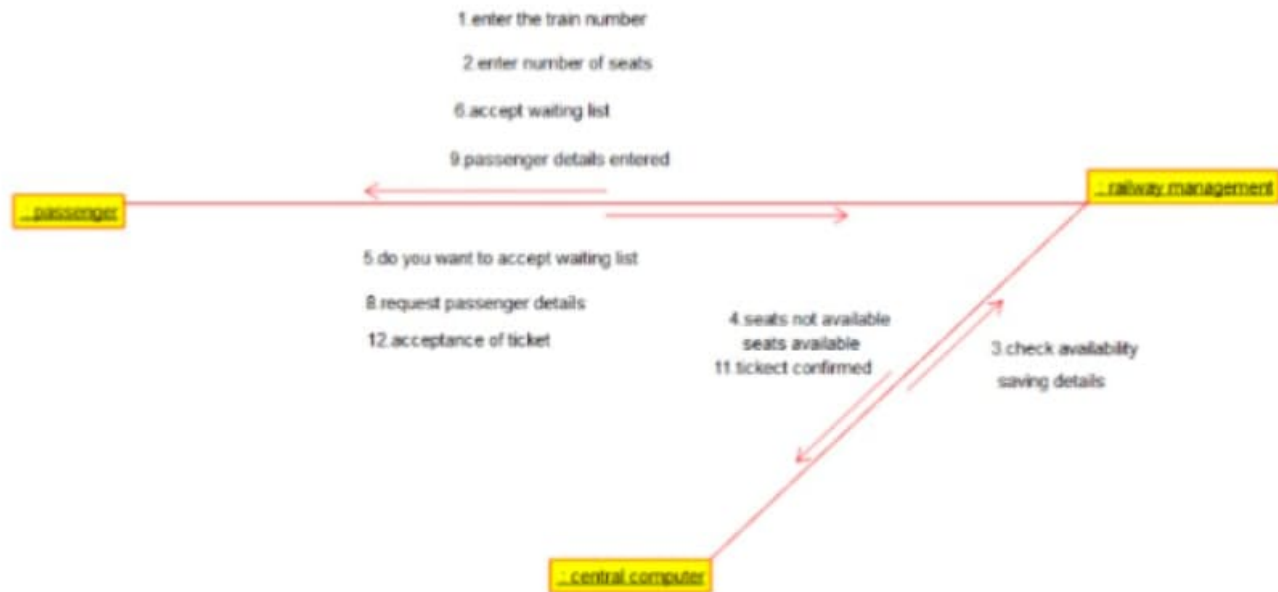 1.enter the train number
2.enter number of seats
6.accept waiting list
9.passenger details entered
: passenger
: railway management
5.do you want to accept waiting list
8.request passenger details
12.acceptance of ticket
4.seats not available
seats available
11.tickect confirmed
3.check availability
saving details
: central computer